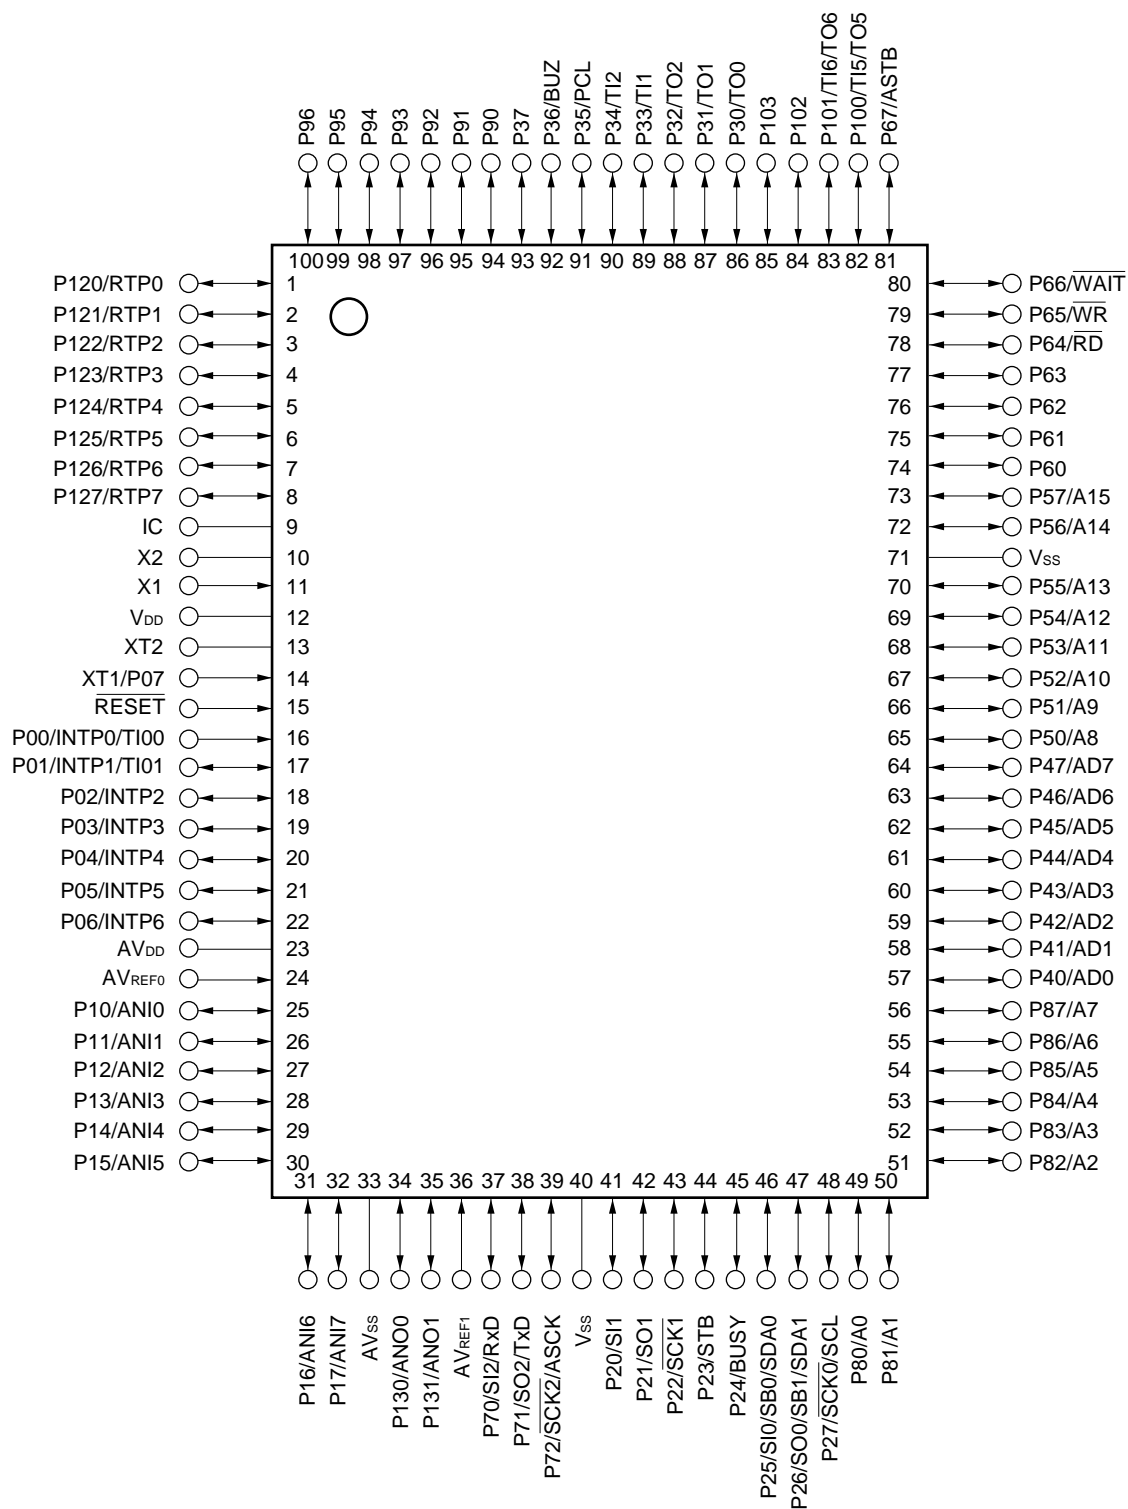 P96
P95
P94
P93
P92
P91
P90
P37
P36/BUZ
P35/PCL
P34/TI2
P33/TI1
P32/TO2
P31/TO1
P30/TO0
P103
P102
P101/TI6/TO6
P100/TI5/TO5
P67/ASTB
100 99 98 97 96 95 94 93 92 91 90 89 88 87 86 85 84 83 82 81
P120/RTP0 1 80 P66/WAIT
P121/RTP1 2 79 P65/WR
P122/RTP2 3 78 P64/RD
P123/RTP3 4 77 P63
P124/RTP4 5 76 P62
P125/RTP5 6 75 P61
P126/RTP6 7 74 P60
P127/RTP7 8 73 P57/A15
IC 9 72 P56/A14
X2 10 71 VSS
X1 11 70 P55/A13
VDD 12 69 P54/A12
XT2 13 68 P53/A11
XT1/P07 14 67 P52/A10
RESET 15 66 P51/A9
P00/INTP0/TI00 16 65 P50/A8
P01/INTP1/TI01 17 64 P47/AD7
P02/INTP2 18 63 P46/AD6
P03/INTP3 19 62 P45/AD5
P04/INTP4 20 61 P44/AD4
P05/INTP5 21 60 P43/AD3
P06/INTP6 22 59 P42/AD2
AVDD 23 58 P41/AD1
AVREF0 24 57 P40/AD0
P10/ANI0 25 56 P87/A7
P11/ANI1 26 55 P86/A6
P12/ANI2 27 54 P85/A5
P13/ANI3 28 53 P84/A4
P14/ANI4 29 52 P83/A3
P15/ANI5 30 51 P82/A2
31 32 33 34 35 36 37 38 39 40 41 42 43 44 45 46 47 48 49 50
P16/ANI6
P17/ANI7
AVSS
P130/ANO0
P131/ANO1
AVREF1
P70/SI2/RxD
P71/SO2/TxD
P72/SCK2/ASCK
VSS
P20/SI1
P21/SO1
P22/SCK1
P23/STB
P24/BUSY
P25/SI0/SB0/SDA0
P26/SO0/SB1/SDA1
P27/SCK0/SCL
P80/A0
P81/A1